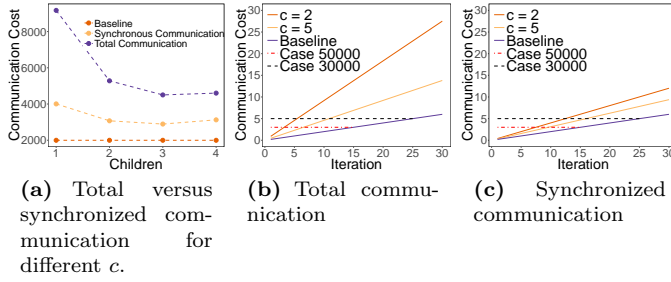 Communication Cost
8000
6000
4000
2000
1
2
3
4
Children
Baseline
Synchronous Communication
Total Communication
(a) Total versus
synchronized com-
munication for
different c.
Communication Cost
30
25
20
15
10
5
0
0
5
10
15
20
25
30
Iteration
c = 2
c = 5
Baseline
Case 50000
Case 30000
(b) Total commu-
nication
Communication Cost
30
25
20
15
10
5
0
0
5
10
15
20
25
30
Iteration
c = 2
c = 5
Baseline
Case 50000
Case 30000
(c) Synchronized
communication